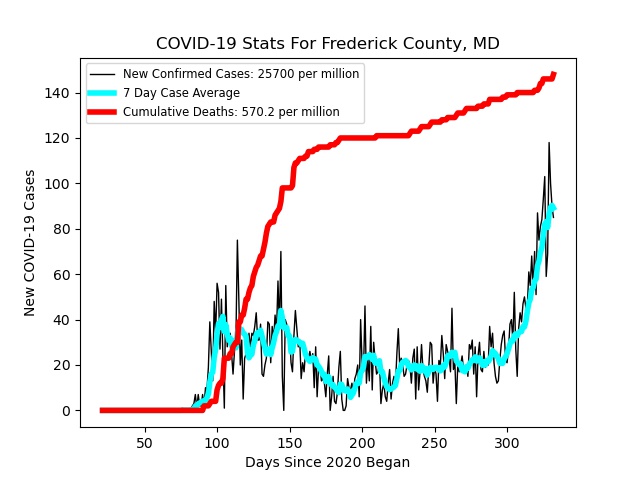 COVID-19 Stats For Frederick County, MD
New Confirmed Cases: 25700 per million
7 Day Case Average
Cumulative Deaths: 570.2 per million
New COVID-19 Cases
140
120
100
80
60
40
20
0
50 100 150 200 250 300
Days Since 2020 Began